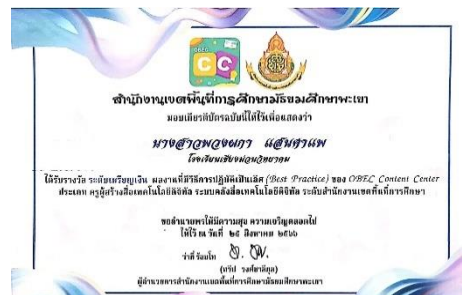 OBEC
CC
สำนักงานเขตพื้นที่การศึกษามัธยมศึกษาพะเยา
มอบเกียรติบัตรฉบับนี้ให้ไว้เพื่อแสดงว่า
นางสาวพวงผกา แส้นคำแพ
โรงเรียนเชียงม่วนวิทยาคม
ได้รับรางวัล ระดับเหรียญเงิน ผลงานที่มีวิธีการปฏิบัติเป็นเลิศ (Best Practice) ของ OBEC Content Center
ประเภท ครูผู้สร้างสื่อเทคโนโลยีดิจิทัล ระบบคลังสื่อเทคโนโลยีดิจิทัล ระดับสำนักงานเขตพื้นที่การศึกษา
ขออำนวยพรให้มีความสุข ความเจริญตลอดไป
ให้ไว้ ณ วันที่ ๒๕ สิงหาคม ๒๕๖๖
ว่าที่ร้อยโท
ผู้อำนวยการสำนักงานเขตพื้นที่การศึกษามัธยมศึกษาพะเยา